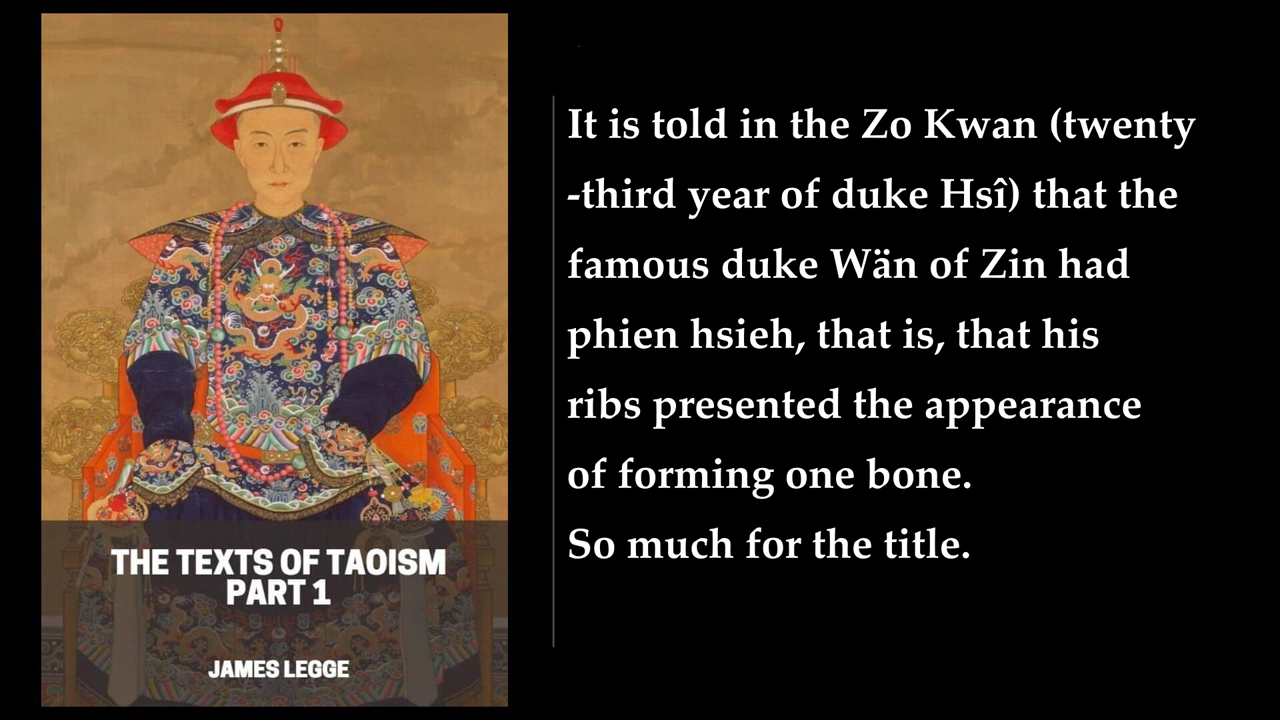 It is told in the Zo Kwan (twenty
-third year of duke Hsî) that the
famous duke Wän of Zin had
phien hsieh, that is, that his
ribs presented the appearance
of forming one bone.
So much for the title.
THE TEXTS OF TAOISM
PART 1
JAMES LEGGE